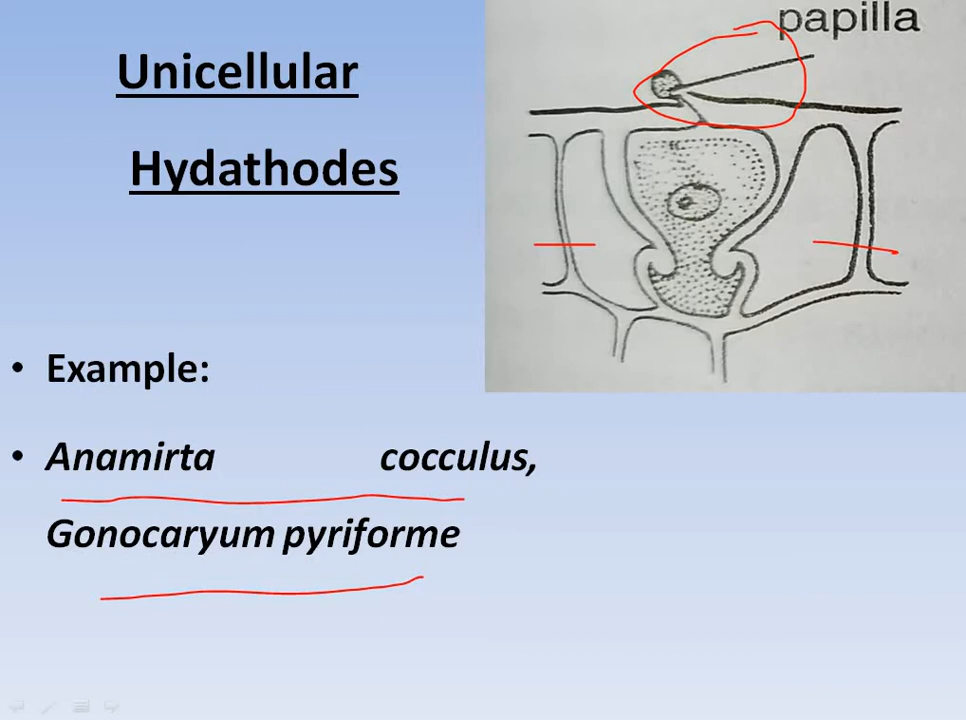 papilla
Unicellular
Hydathodes
• Example:
• Anamirta cocculus,
Gonocaryum pyriforme